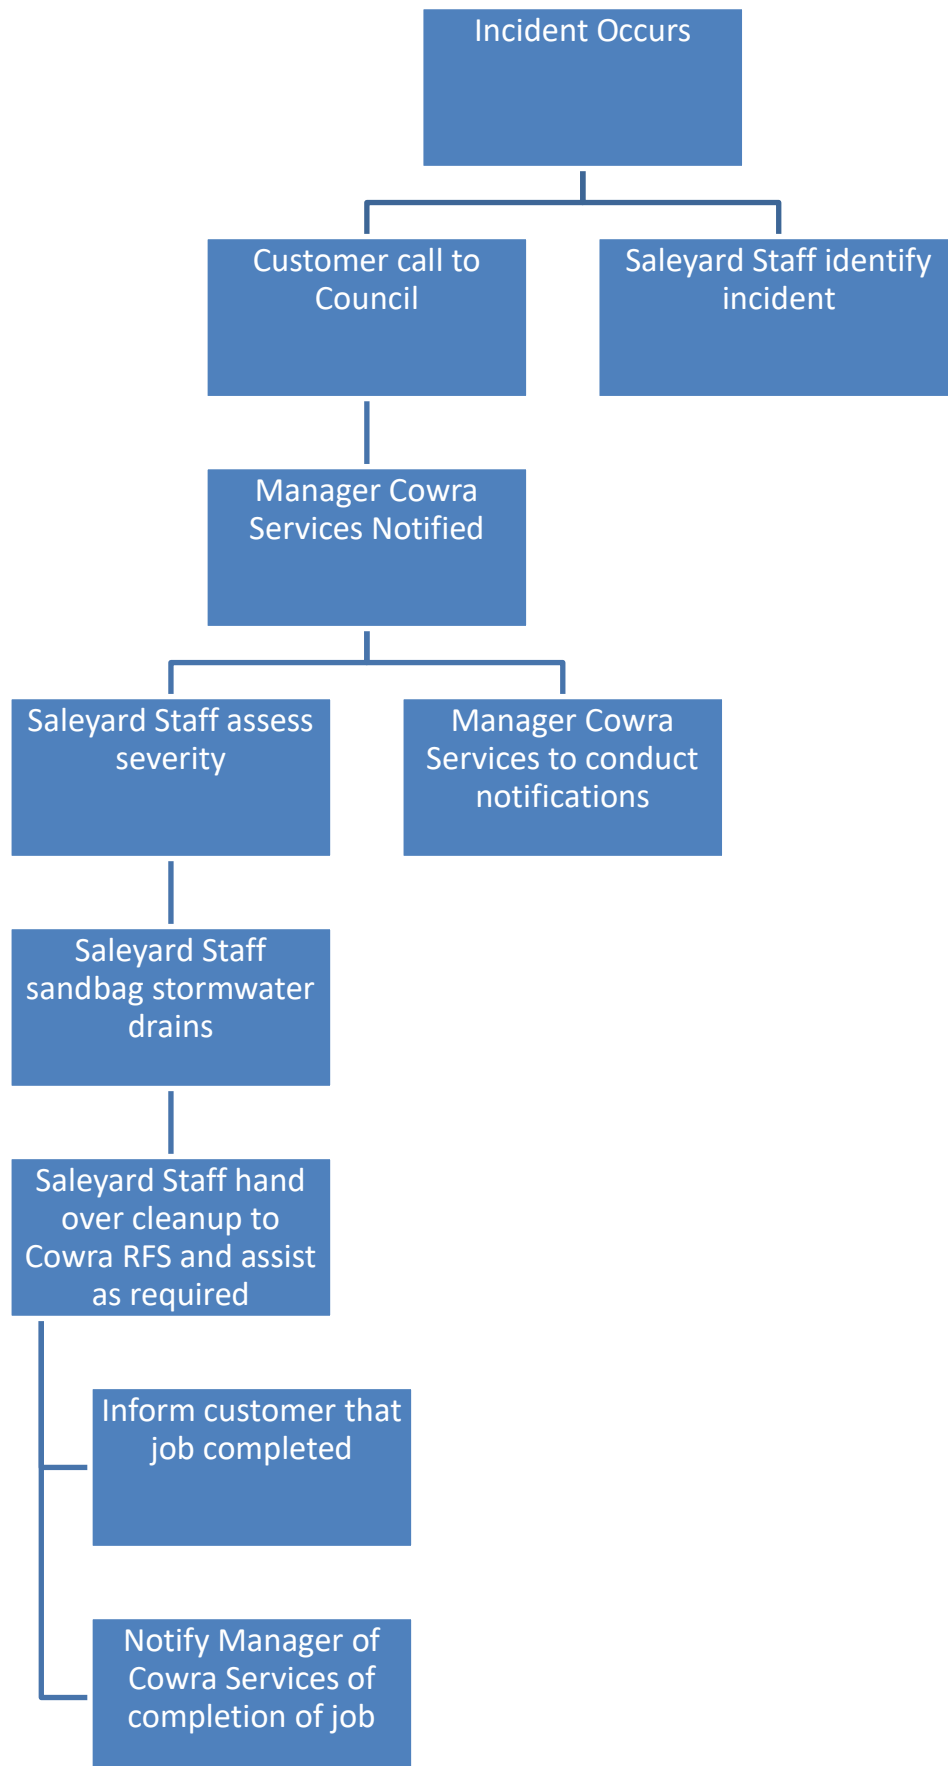 Incident Occurs
Customer call to
Council
Saleyard Staff identify
incident
Manager Cowra
Services Notified
Saleyard Staff assess
severity
Manager Cowra
Services to conduct
notifications
Saleyard Staff
sandbag stormwater
drains
Saleyard Staff hand
over cleanup to
Cowra RFS and assist
as required
Inform customer that
job completed
Notify Manager of
Cowra Services of
completion of job